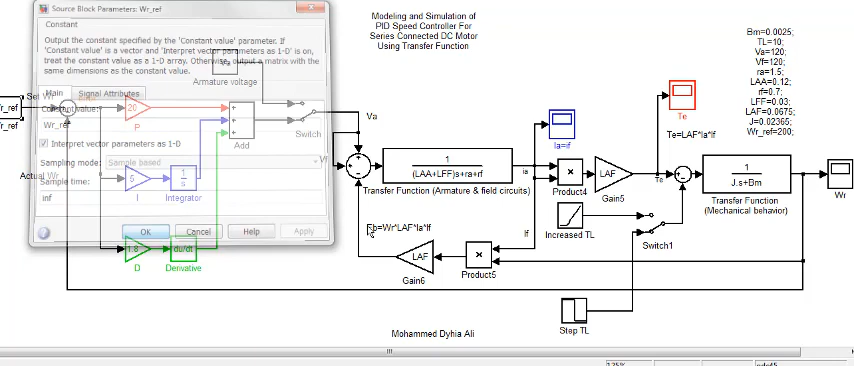 Source Block Parameters: Wr_ref
Constant
Output the constant specified by the 'Constant value' parameter. If
'Constant value' is a vector and 'Interpret vector parameters as 1-D' is on,
treat the constant value as a 1-D array. Otherwise, output a matrix with
the same dimensions as the constant value.
Main
Signal Attributes
Constant value:
Wr_ref
Interpret vector parameters as 1-D
Sampling mode: Sample based
Sample time:
inf
OK
Cancel
Help
Apply
Modeling and Simulation of
PID Speed Controller For
Series Connected DC Motor
Using Transfer Function
Bm=0.0025;
TL=10;
Va=120;
Vf=120;
ra=1.5;
LAA=0.12;
rf=0.7;
LFF=0.03;
LAF=0.0675;
J=0.02365;
Wr_ref=200;
Armature voltage
Set Wr
Actual Wr
20
P
5
I
1
s
Integrator
1.8
D
du/dt
Derivative
Add
Switch
Va
Vf
1
(LAA+LFF)s+ra+rf
Transfer Function (Armature & field circuits)
Ia=if
ia
Product4
LAF
Gain5
Te
Te=LAF*Ia*If
Te
1
J.s+Bm
Transfer Function
(Mechanical behavior)
Wr
Increased TL
Switch1
Step TL
If
Product5
LAF
Gain6
Eb=Wr*LAF*Ia*If
Mohammed Dyhia Ali
125%
ode45